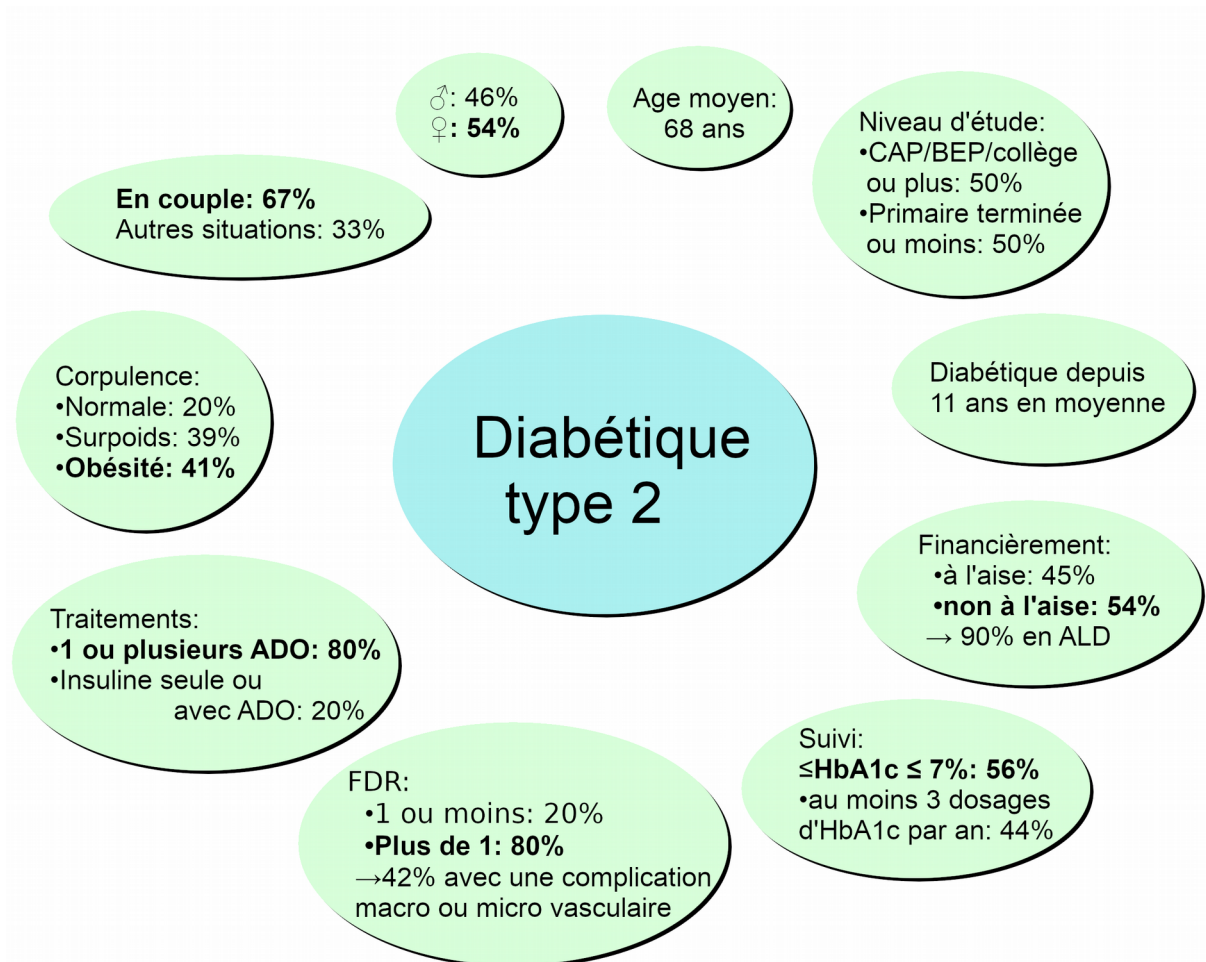 ♂: 46%
♀: 54%
Age moyen:
68 ans
Niveau d'étude:
•CAP/BEP/collège
ou plus: 50%
•Primaire terminée
ou moins: 50%
En couple: 67%
Autres situations: 33%
Corpulence:
•Normale: 20%
•Surpoids: 39%
•Obésité: 41%
Diabétique
type 2
Diabétique depuis
11 ans en moyenne
Financièrement:
•à l'aise: 45%
•non à l'aise: 54%
→ 90% en ALD
Traitements:
•1 ou plusieurs ADO: 80%
•Insuline seule ou
avec ADO: 20%
FDR:
•1 ou moins: 20%
•Plus de 1: 80%
→42% avec une complication
macro ou micro vasculaire
Suivi:
≤HbA1c ≤ 7%: 56%
•au moins 3 dosages
d'HbA1c par an: 44%